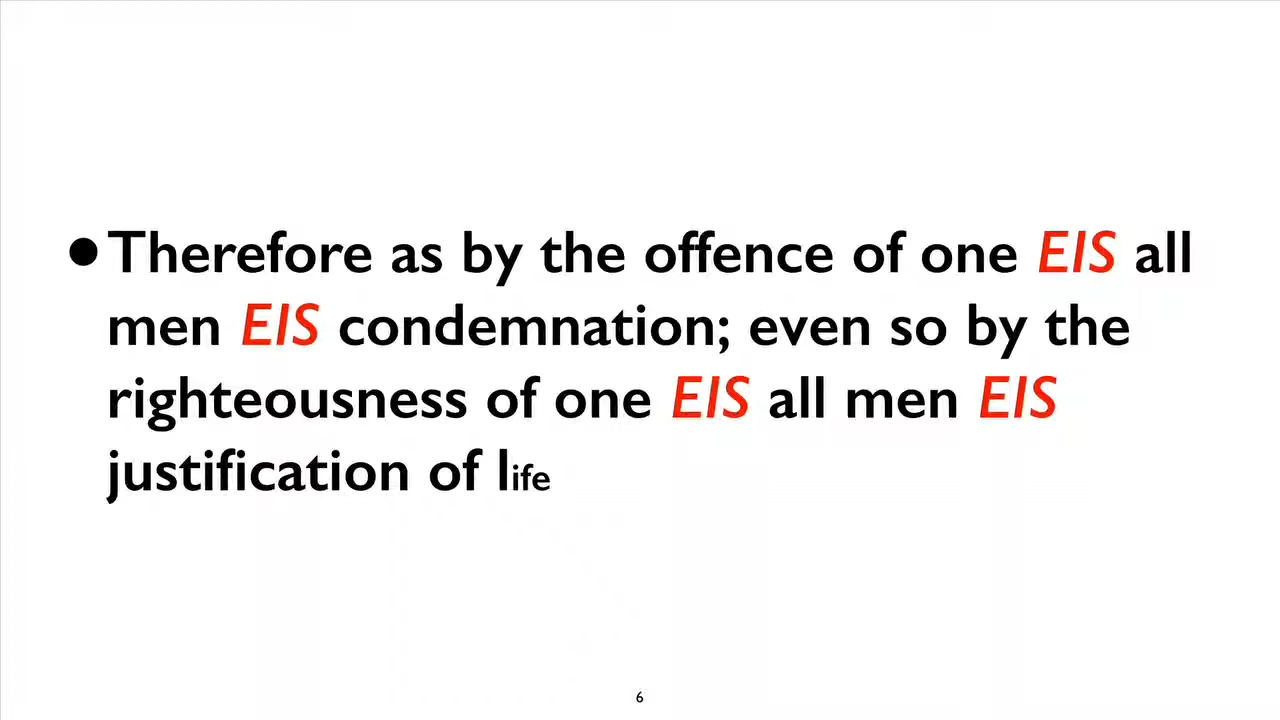 •Therefore as by the offence of one EIS all
men EIS condemnation; even so by the
righteousness of one EIS all men EIS
justification of life
6